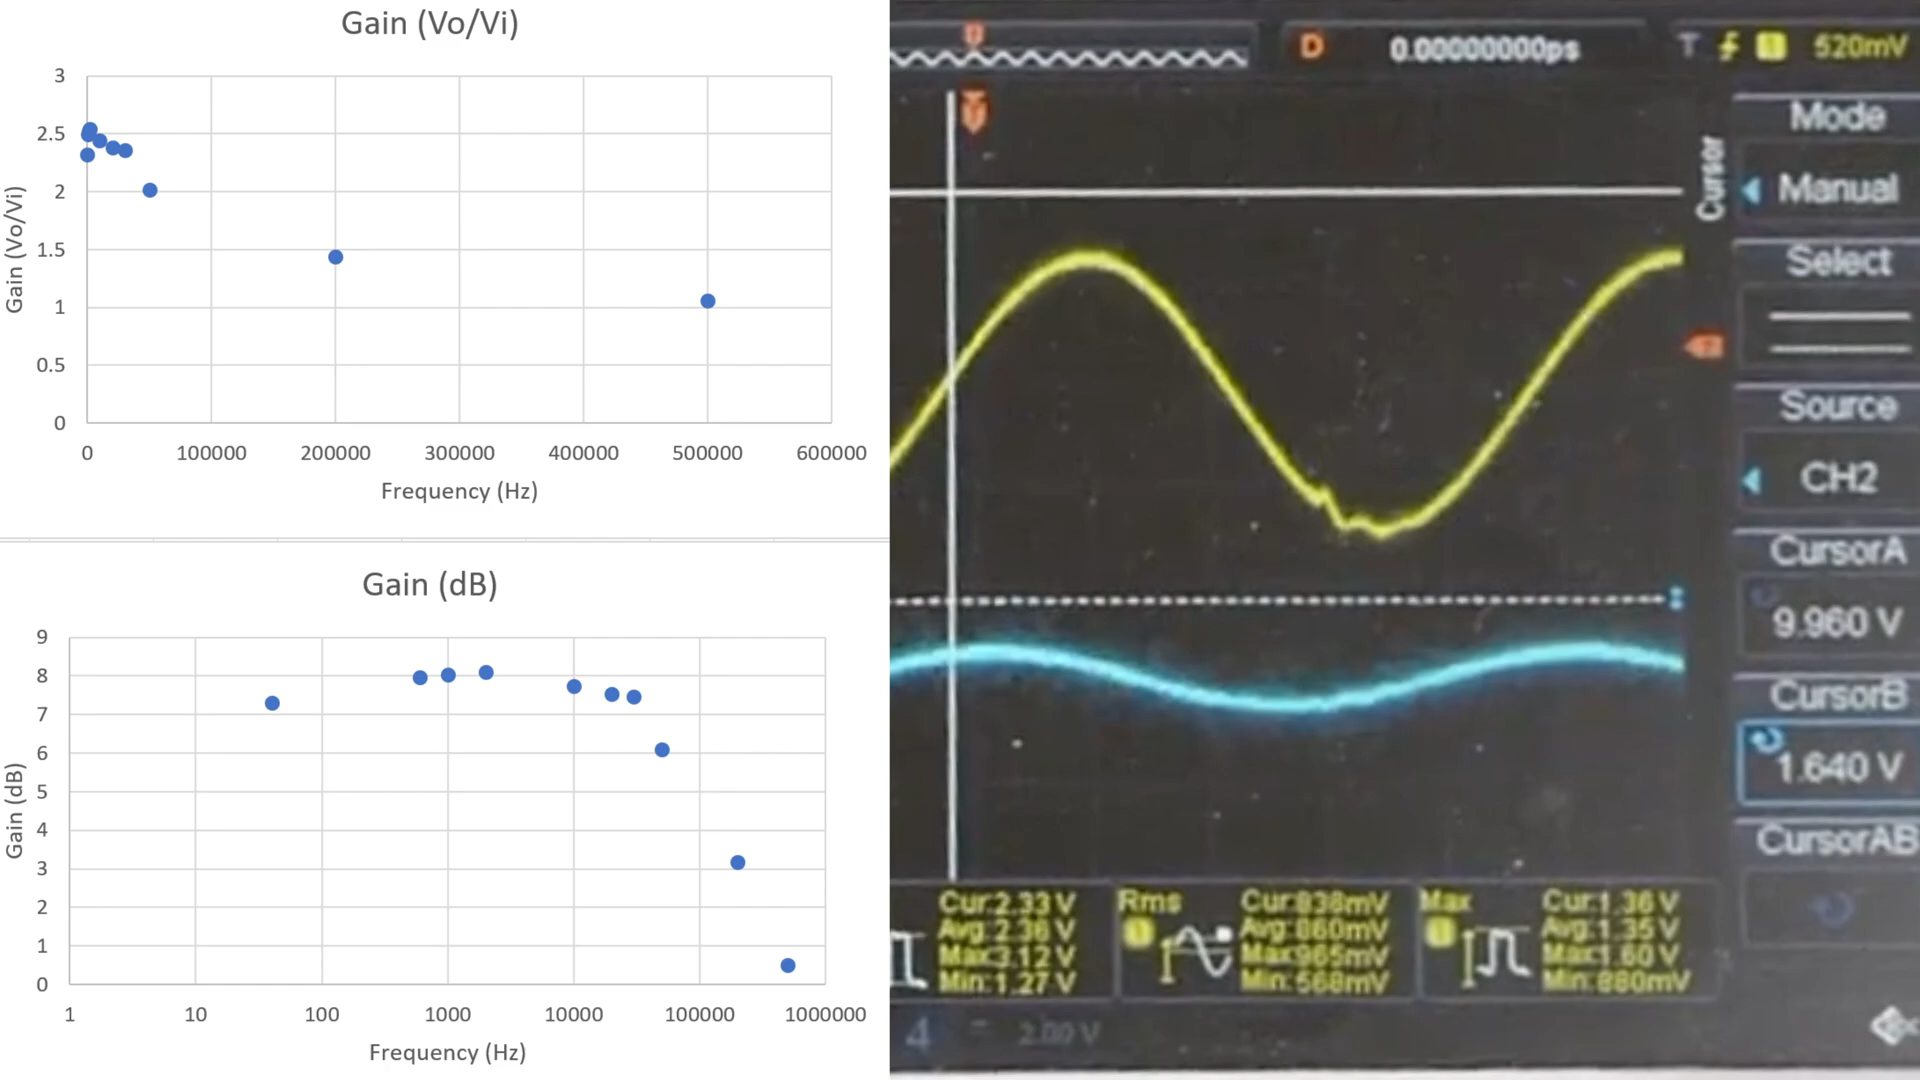 Gain (Vo/Vi)
3
2.5
2
1.5
1
0.5
0
Gain (Vo/Vi)
0 100000 200000 300000 400000 500000 600000
Frequency (Hz)
Gain (dB)
9
8
7
6
5
4
3
2
1
0
Gain (dB)
1 10 100 1000 10000 100000 1000000
Frequency (Hz)
D 0.00000000ps T 1 520mV
Cursor
Mode
Manual
Select
Source
CH2
CursorA
9.960 V
CursorB
1.640 V
CursorAB
Cur:2.33 V
Avg:2.36 V
Max:3.12 V
Min:1.27 V
Rms
1
Cur:838mV
Avg:860mV
Max:965mV
Min:568mV
Max
1
Cur:1.36 V
Avg:1.35 V
Max:1.60 V
Min:880mV
4 = 2.00 V